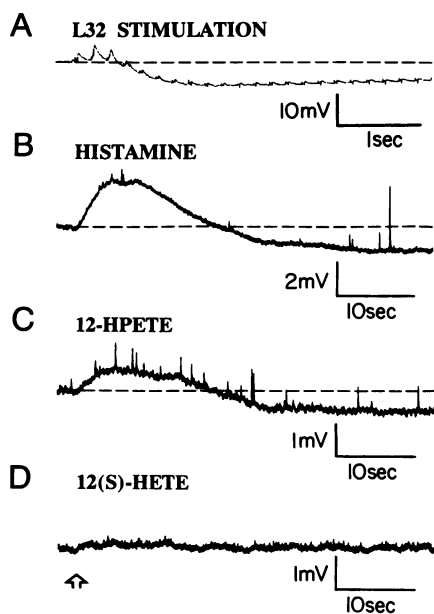 A
L32 STIMULATION
10mV
1sec
B
HISTAMINE
2mV
10sec
C
12-HPETE
1mV
10sec
D
12(S)-HETE
1mV
10sec